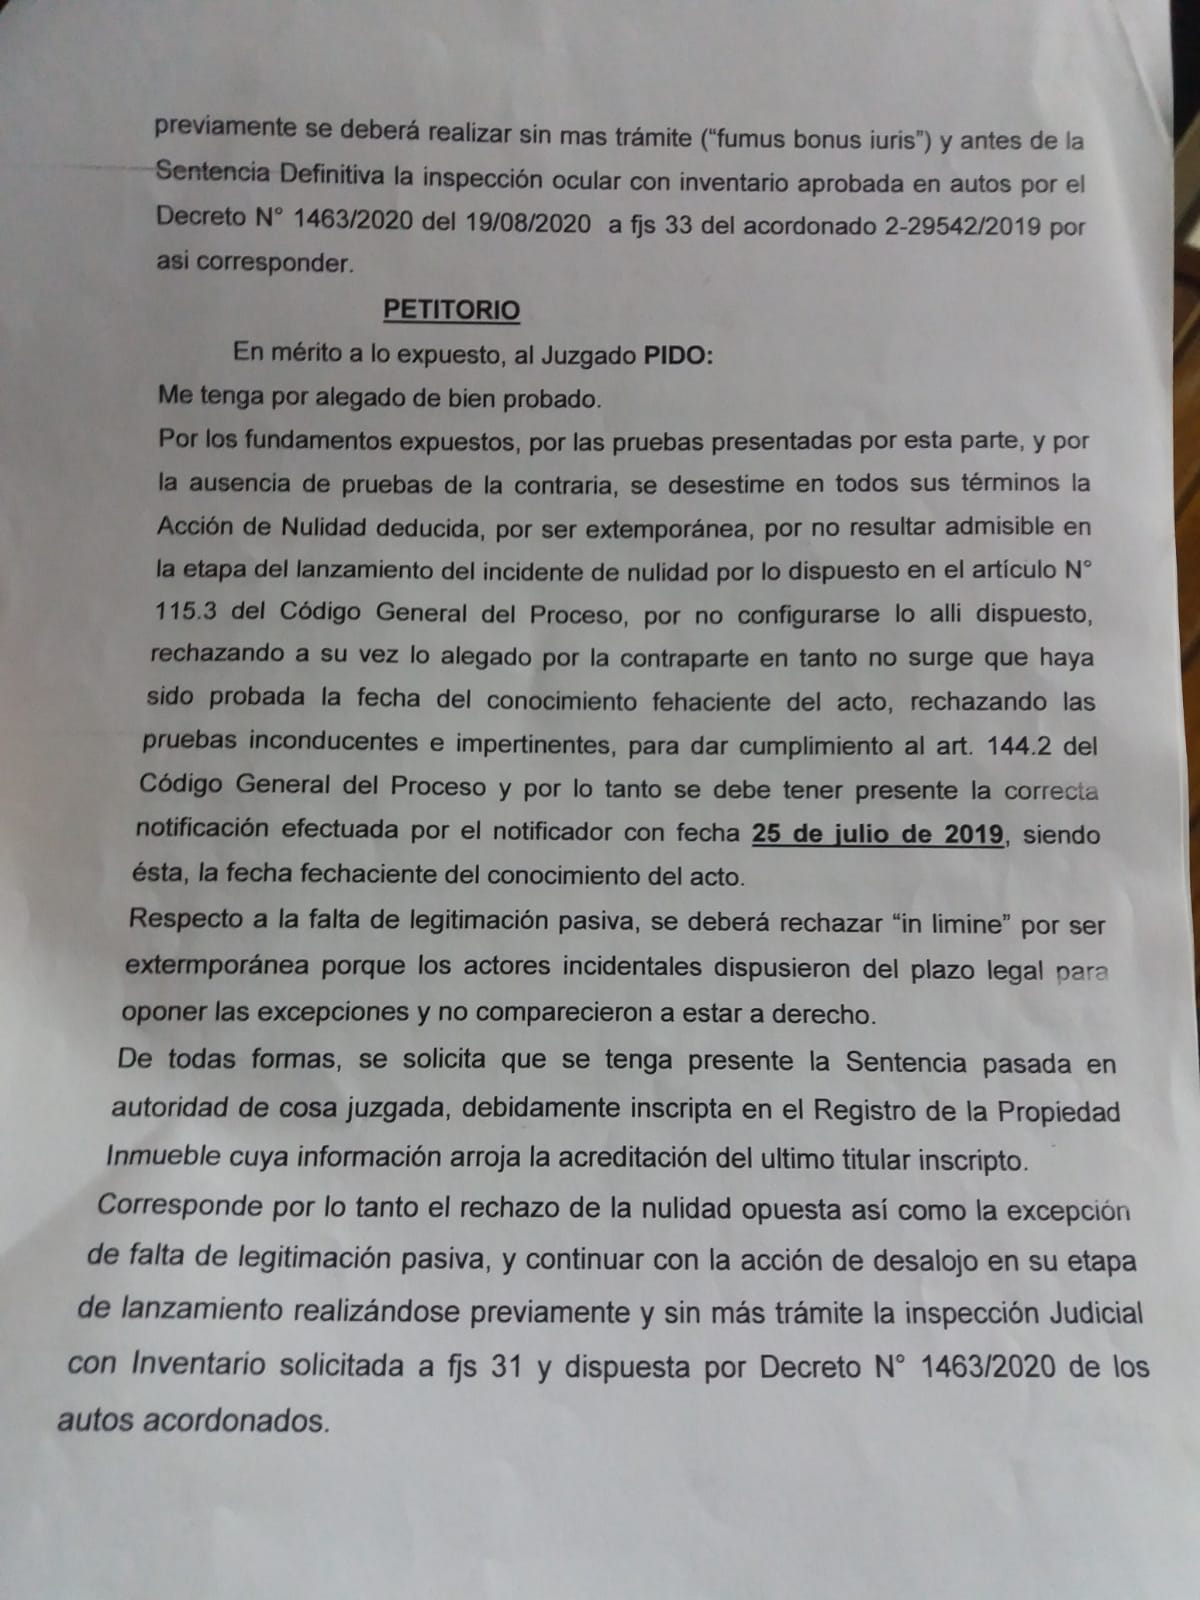 previamente se deberá realizar sin mas trámite (“fumus bonus iuris”) y antes de la
Sentencia Definitiva la inspección ocular con inventario aprobada en autos por el
Decreto N° 1463/2020 del 19/08/2020 a fjs 33 del acordonado 2-29542/2019 por
asi corresponder.
PETITORIO
En mérito a lo expuesto, al Juzgado PIDO:
Me tenga por alegado de bien probado.
Por los fundamentos expuestos, por las pruebas presentadas por esta parte, y por
la ausencia de pruebas de la contraria, se desestime en todos sus términos la
Acción de Nulidad deducida, por ser extemporánea, por no resultar admisible en
la etapa del lanzamiento del incidente de nulidad por lo dispuesto en el artículo N°
115.3 del Código General del Proceso, por no configurarse lo alli dispuesto,
rechazando a su vez lo alegado por la contraparte en tanto no surge que haya
sido probada la fecha del conocimiento fehaciente del acto, rechazando las
pruebas inconducentes e impertinentes, para dar cumplimiento al art. 144.2 del
Código General del Proceso y por lo tanto se debe tener presente la correcta
notificación efectuada por el notificador con fecha 25 de julio de 2019, siendo
ésta, la fecha fechaciente del conocimiento del acto.
Respecto a la falta de legitimación pasiva, se deberá rechazar “in limine” por ser
extermporánea porque los actores incidentales dispusieron del plazo legal para
oponer las excepciones y no comparecieron a estar a derecho.
De todas formas, se solicita que se tenga presente la Sentencia pasada en
autoridad de cosa juzgada, debidamente inscripta en el Registro de la Propiedad
Inmueble cuya información arroja la acreditación del ultimo titular inscripto.
Corresponde por lo tanto el rechazo de la nulidad opuesta así como la excepción
de falta de legitimación pasiva, y continuar con la acción de desalojo en su etapa
de lanzamiento realizándose previamente y sin más trámite la inspección Judicial
con Inventario solicitada a fjs 31 y dispuesta por Decreto N° 1463/2020 de los
autos acordonados.